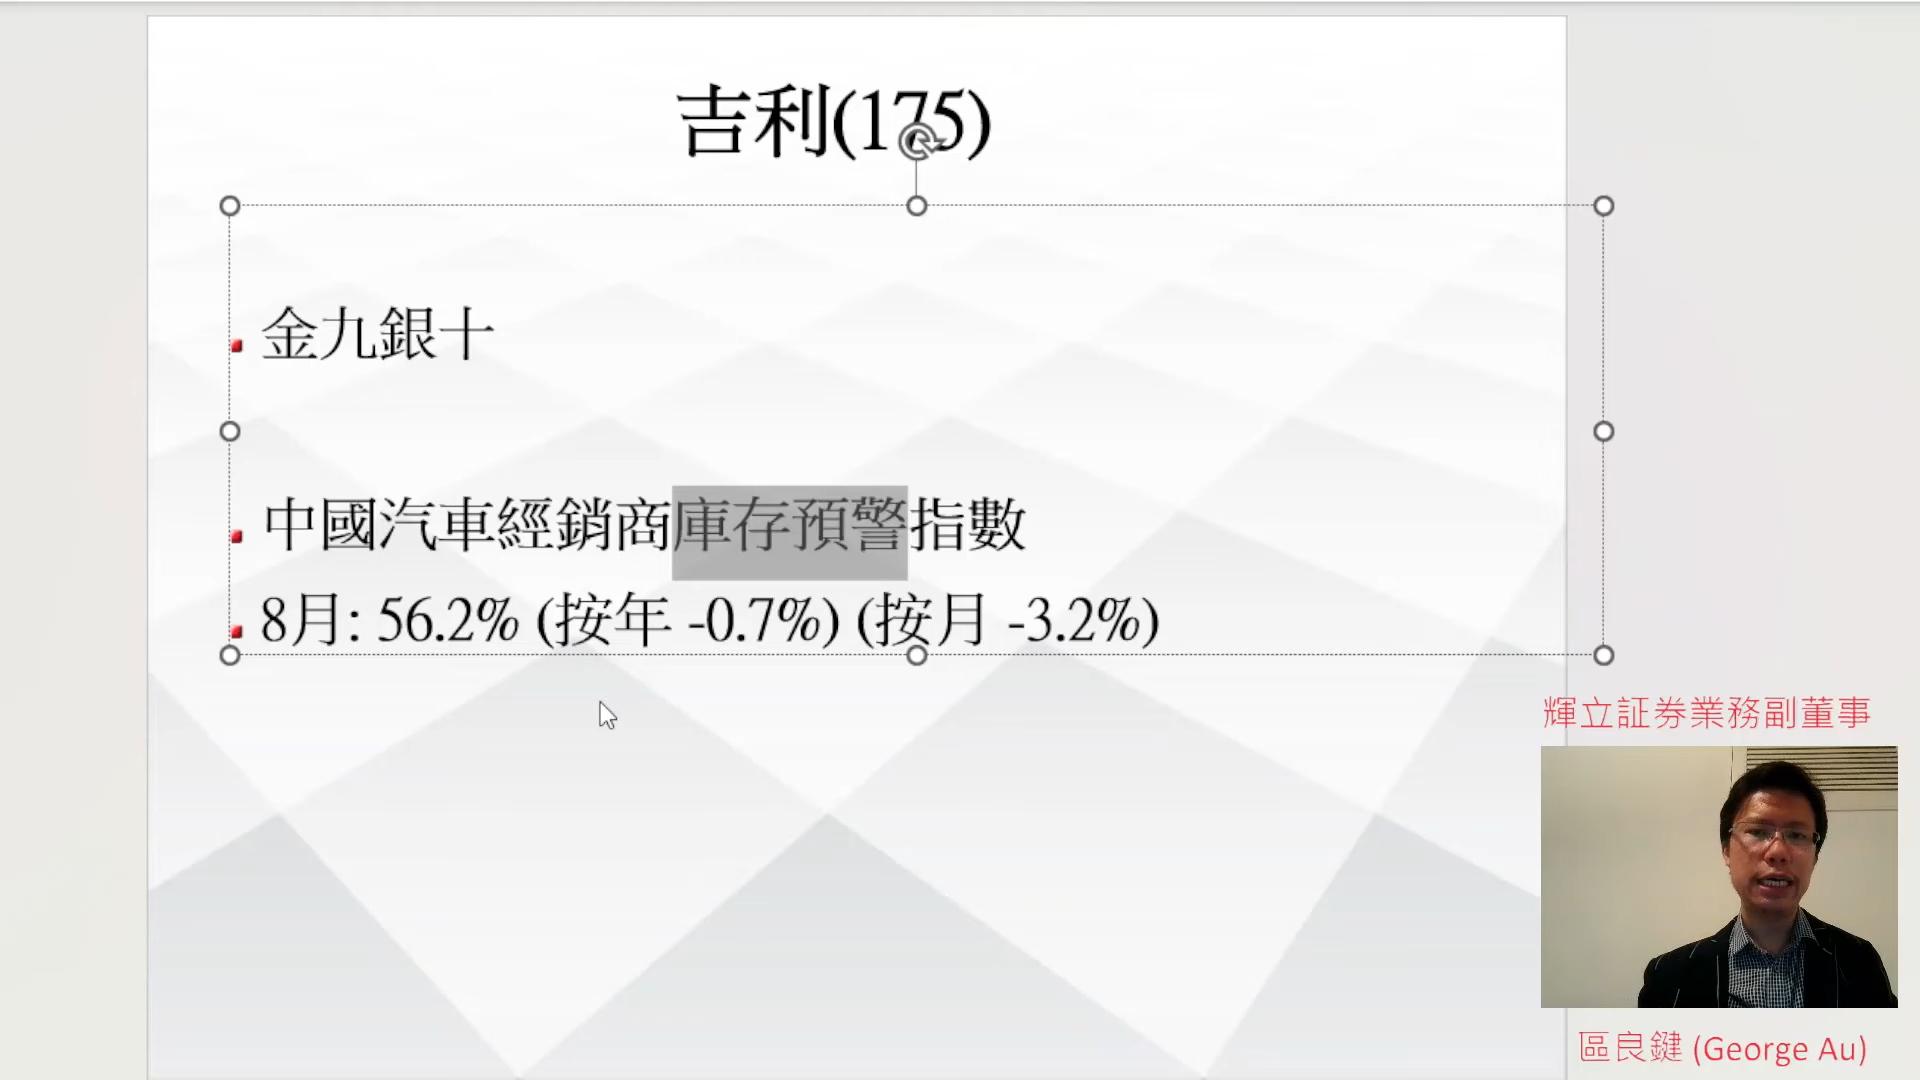 吉利(175)
金九銀十
中國汽車經銷商庫存預警指數
8月: 56.2% (按年 -0.7%) (按月 -3.2%)
輝立証券業務副董事
區良鍵 (George Au)